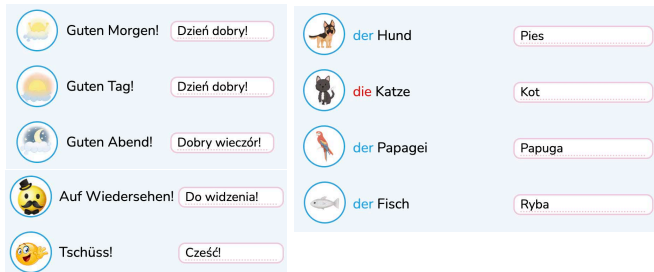 Guten Morgen! Dzień dobry!
Guten Tag! Dzień dobry!
Guten Abend! Dobry wieczór!
Auf Wiedersehen! Do widzenia!
Tschüss! Cześć!
der Hund Pies
die Katze Kot
der Papagei Papuga
der Fisch Ryba